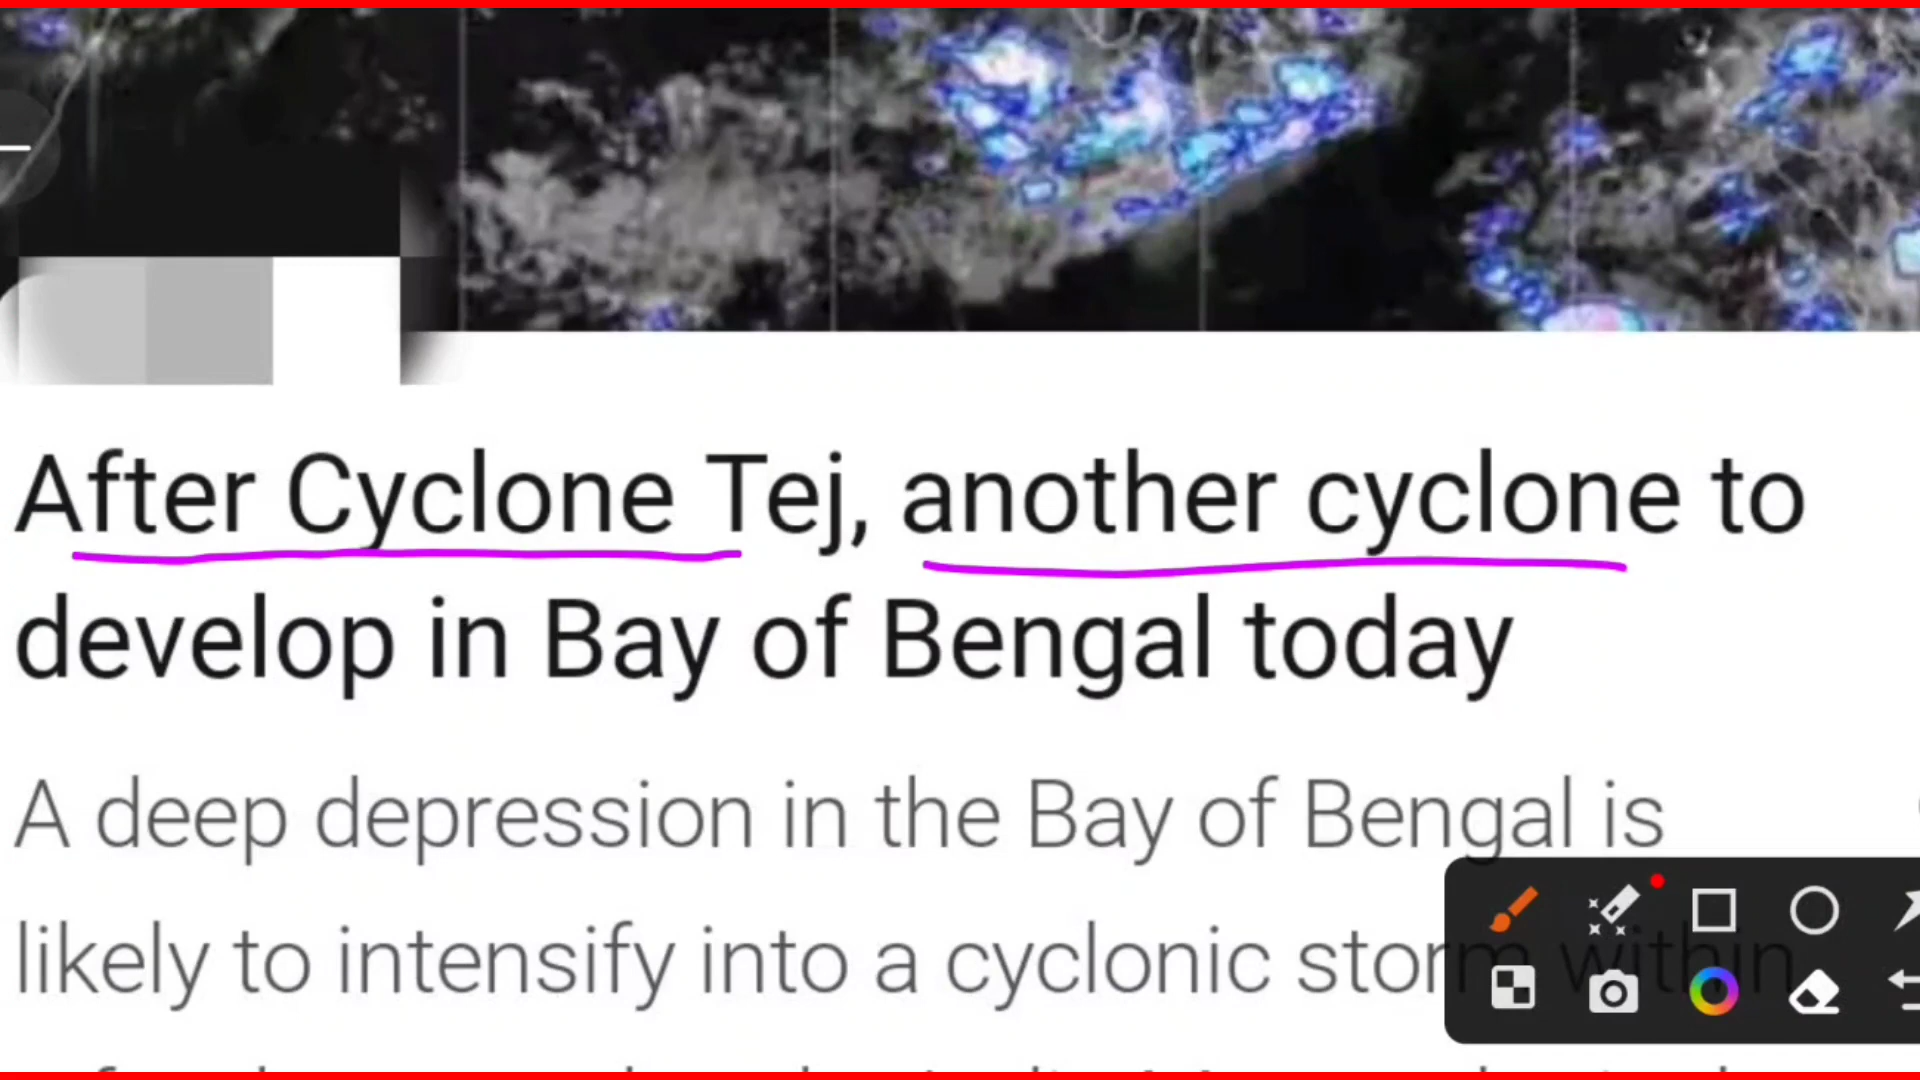 After Cyclone Tej, another cyclone to
develop in Bay of Bengal today
A deep depression in the Bay of Bengal is
likely to intensify into a cyclonic storm within